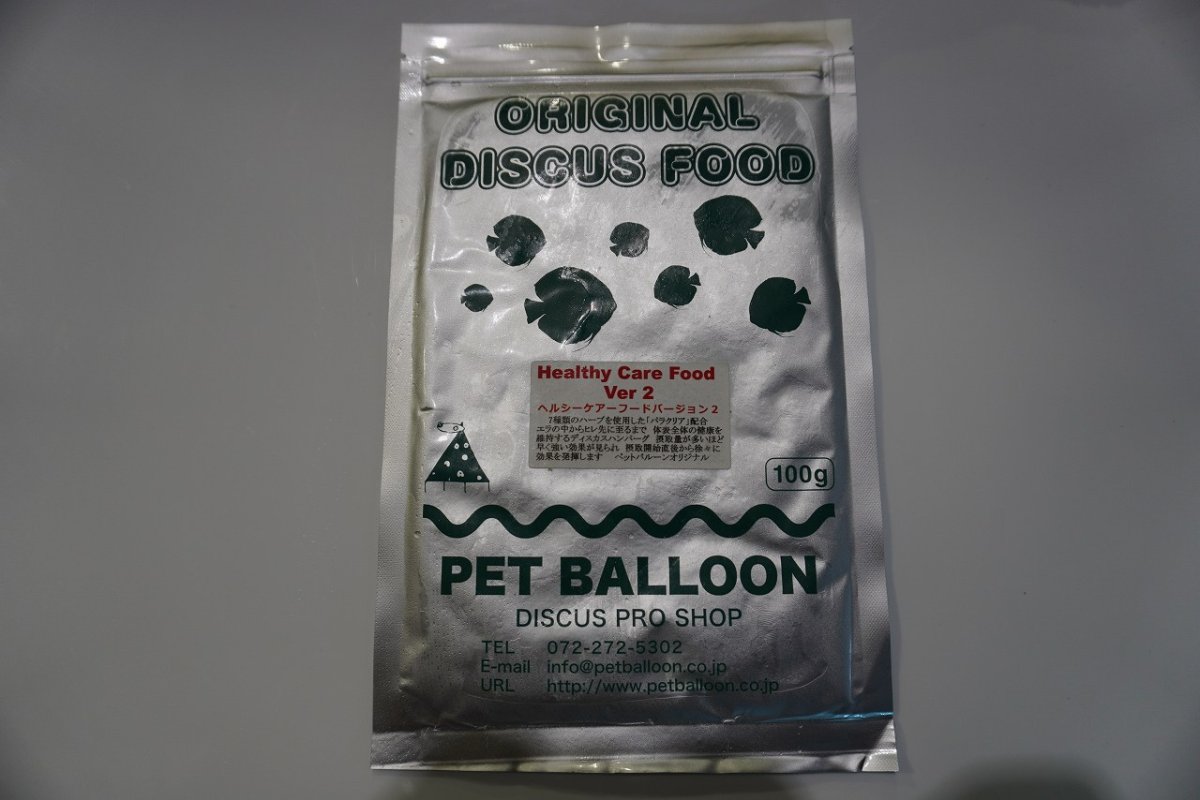 ORIGINAL
DISCUS FOOD
Healthy Care Food
Ver 2
ヘルシーケアーフードバージョン2
7種類のハーブを使用した「パラクリア」配合
エラの中からヒレ先に至るまで 体表全体の健康を
維持するディスカスハンバーグ 摂取量が多いほど
早く強い効果が見られ 摂取開始直後から徐々に
効果を発揮します ペットバルーンオリジナル
100g
PET BALLOON
DISCUS PRO SHOP
TEL 072-272-5302
E-mail info@petballoon.co.jp
URL http://www.petballoon.co.jp